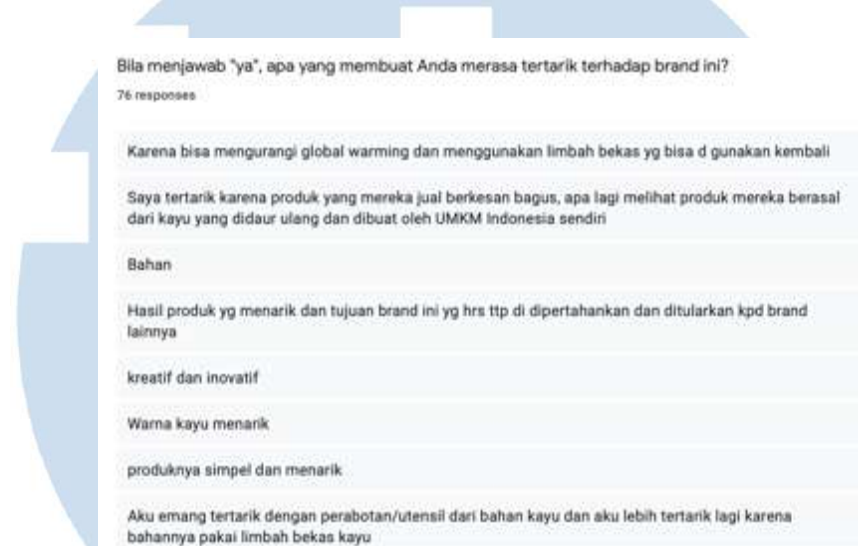 Bila menjawab "ya", apa yang membuat Anda merasa tertarik terhadap brand ini?
76 responses
Karena bisa mengurangi global warming dan menggunakan limbah bekas yg bisa d gunakan kembali
Saya tertarik karena produk yang mereka jual berkesan bagus, apa lagi melihat produk mereka berasal
dari kayu yang didaur ulang dan dibuat oleh UMKM Indonesia sendiri
Bahan
Hasil produk yg menarik dan tujuan brand ini yg hrs ttp di dipertahankan dan ditularkan kpd brand
lainnya
kreatif dan inovatif
Warna kayu menarik
produknya simpel dan menarik
Aku emang tertarik dengan perabotan/utensil dari bahan kayu dan aku lebih tertarik lagi karena
bahannya pakai limbah bekas kayu